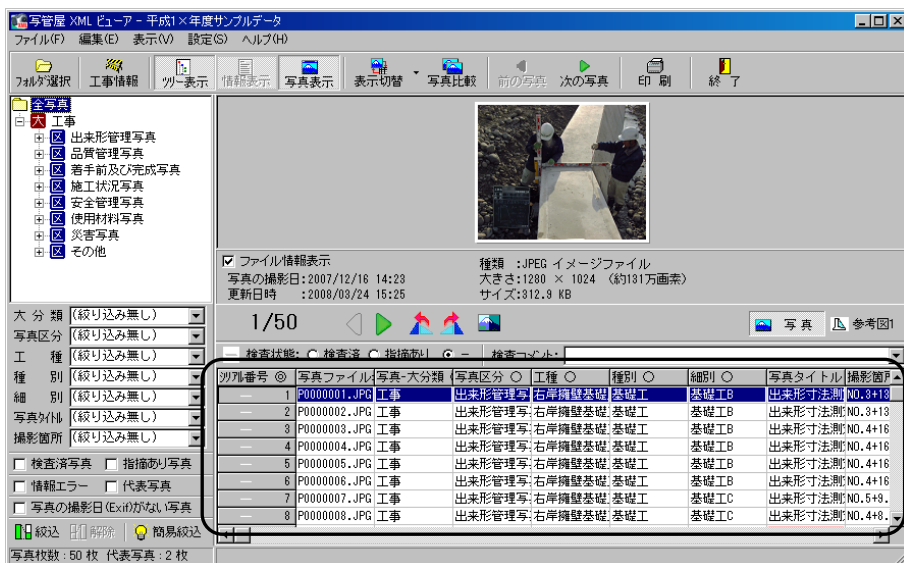 写管屋 XML ビューア - 平成1×年度サンプルデータ
ファイル(F) 編集(E) 表示(V) 設定(S) ヘルプ(H)
フォルダ選択 工事情報 ツリー表示 情報表示 写真表示 表示切替 写真比較 前の写真 次の写真 印 刷 終 了
全写真
大 工事
区 出来形管理写真
区 品質管理写真
区 着手前及び完成写真
区 施工状況写真
区 安全管理写真
区 使用材料写真
区 災害写真
区 その他
ファイル情報表示
写真の撮影日:2007/12/16 14:23
更新日時 :2008/03/24 15:25
種類 :JPEG イメージファイル
大きさ:1280 × 1024 (約131万画素)
サイズ:312.9 KB
1/50 写 真 参考図1
検査状態: 検査済 指摘あり − 検査コメント:
大 分 類 (絞り込み無し)
写真区分 (絞り込み無し)
工 種 (絞り込み無し)
種 別 (絞り込み無し)
細 別 (絞り込み無し)
写真タイトル (絞り込み無し)
撮影箇所 (絞り込み無し)
検査済写真 指摘あり写真
情報エラー 代表写真
写真の撮影日(Exif)がない写真
絞込 解除 簡易絞込
写真枚数:50 枚 代表写真:2 枚
シリアル番号 ◎ 写真ファイル 写真-大分類 写真区分 ○ 工種 ○ 種別 ○ 細別 ○ 写真タイトル 撮影箇所
― 1 P0000001.JPG 工事 出来形管理写 右岸擁壁基礎 基礎工 基礎工B 出来形寸法測 NO.3+13
― 2 P0000002.JPG 工事 出来形管理写 右岸擁壁基礎 基礎工 基礎工B 出来形寸法測 NO.3+13
― 3 P0000003.JPG 工事 出来形管理写 右岸擁壁基礎 基礎工 基礎工B 出来形寸法測 NO.4+16
― 4 P0000004.JPG 工事 出来形管理写 右岸擁壁基礎 基礎工 基礎工B 出来形寸法測 NO.4+16
― 5 P0000005.JPG 工事 出来形管理写 右岸擁壁基礎 基礎工 基礎工B 出来形寸法測 NO.4+16
― 6 P0000006.JPG 工事 出来形管理写 右岸擁壁基礎 基礎工 基礎工B 出来形寸法測 NO.4+16
― 7 P0000007.JPG 工事 出来形管理写 右岸擁壁基礎 基礎工 基礎工C 出来形寸法測 NO.5+9.
― 8 P0000008.JPG 工事 出来形管理写 右岸擁壁基礎 基礎工 基礎工C 出来形寸法測 NO.4+8.